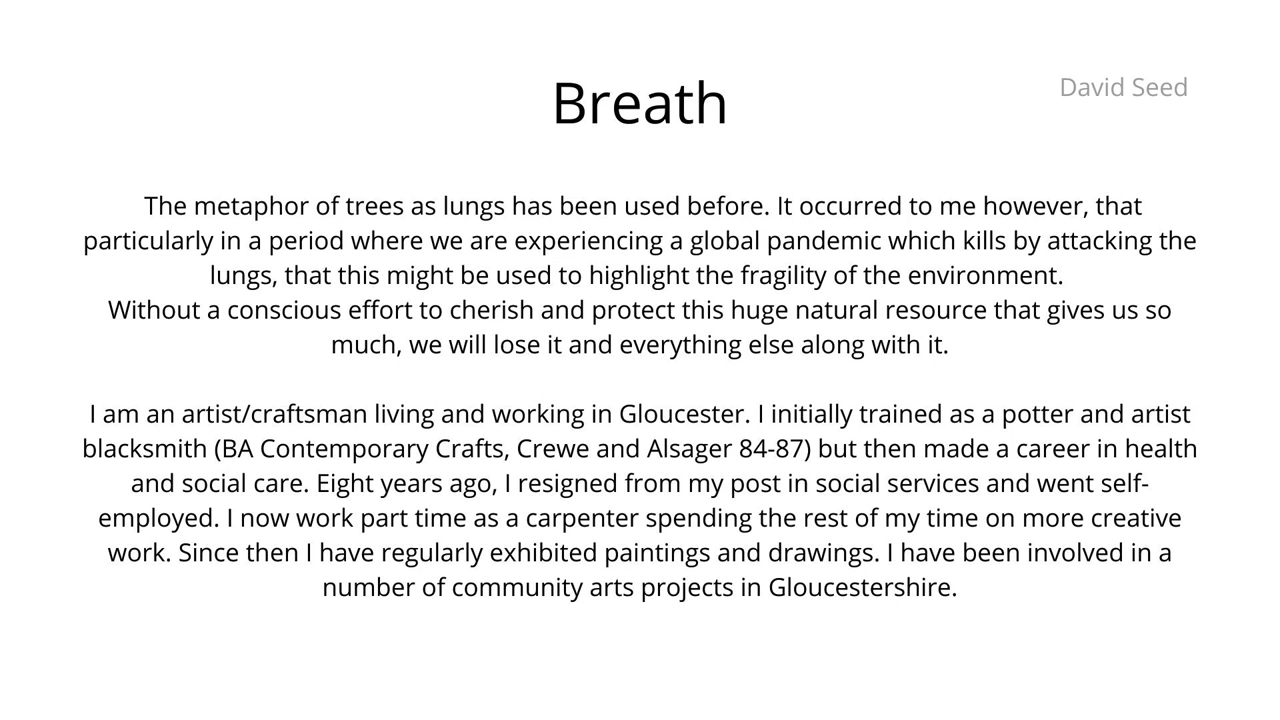 Breath
David Seed
The metaphor of trees as lungs has been used before. It occurred to me however, that
particularly in a period where we are experiencing a global pandemic which kills by attacking the
lungs, that this might be used to highlight the fragility of the environment.
Without a conscious effort to cherish and protect this huge natural resource that gives us so
much, we will lose it and everything else along with it.
I am an artist/craftsman living and working in Gloucester. I initially trained as a potter and artist
blacksmith (BA Contemporary Crafts, Crewe and Alsager 84-87) but then made a career in health
and social care. Eight years ago, I resigned from my post in social services and went self-
employed. I now work part time as a carpenter spending the rest of my time on more creative
work. Since then I have regularly exhibited paintings and drawings. I have been involved in a
number of community arts projects in Gloucestershire.